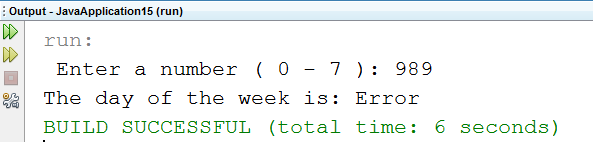 Output - JavaApplication15 (run)
run:
Enter a number ( 0 - 7 ): 989
The day of the week is: Error
BUILD SUCCESSFUL (total time: 6 seconds)